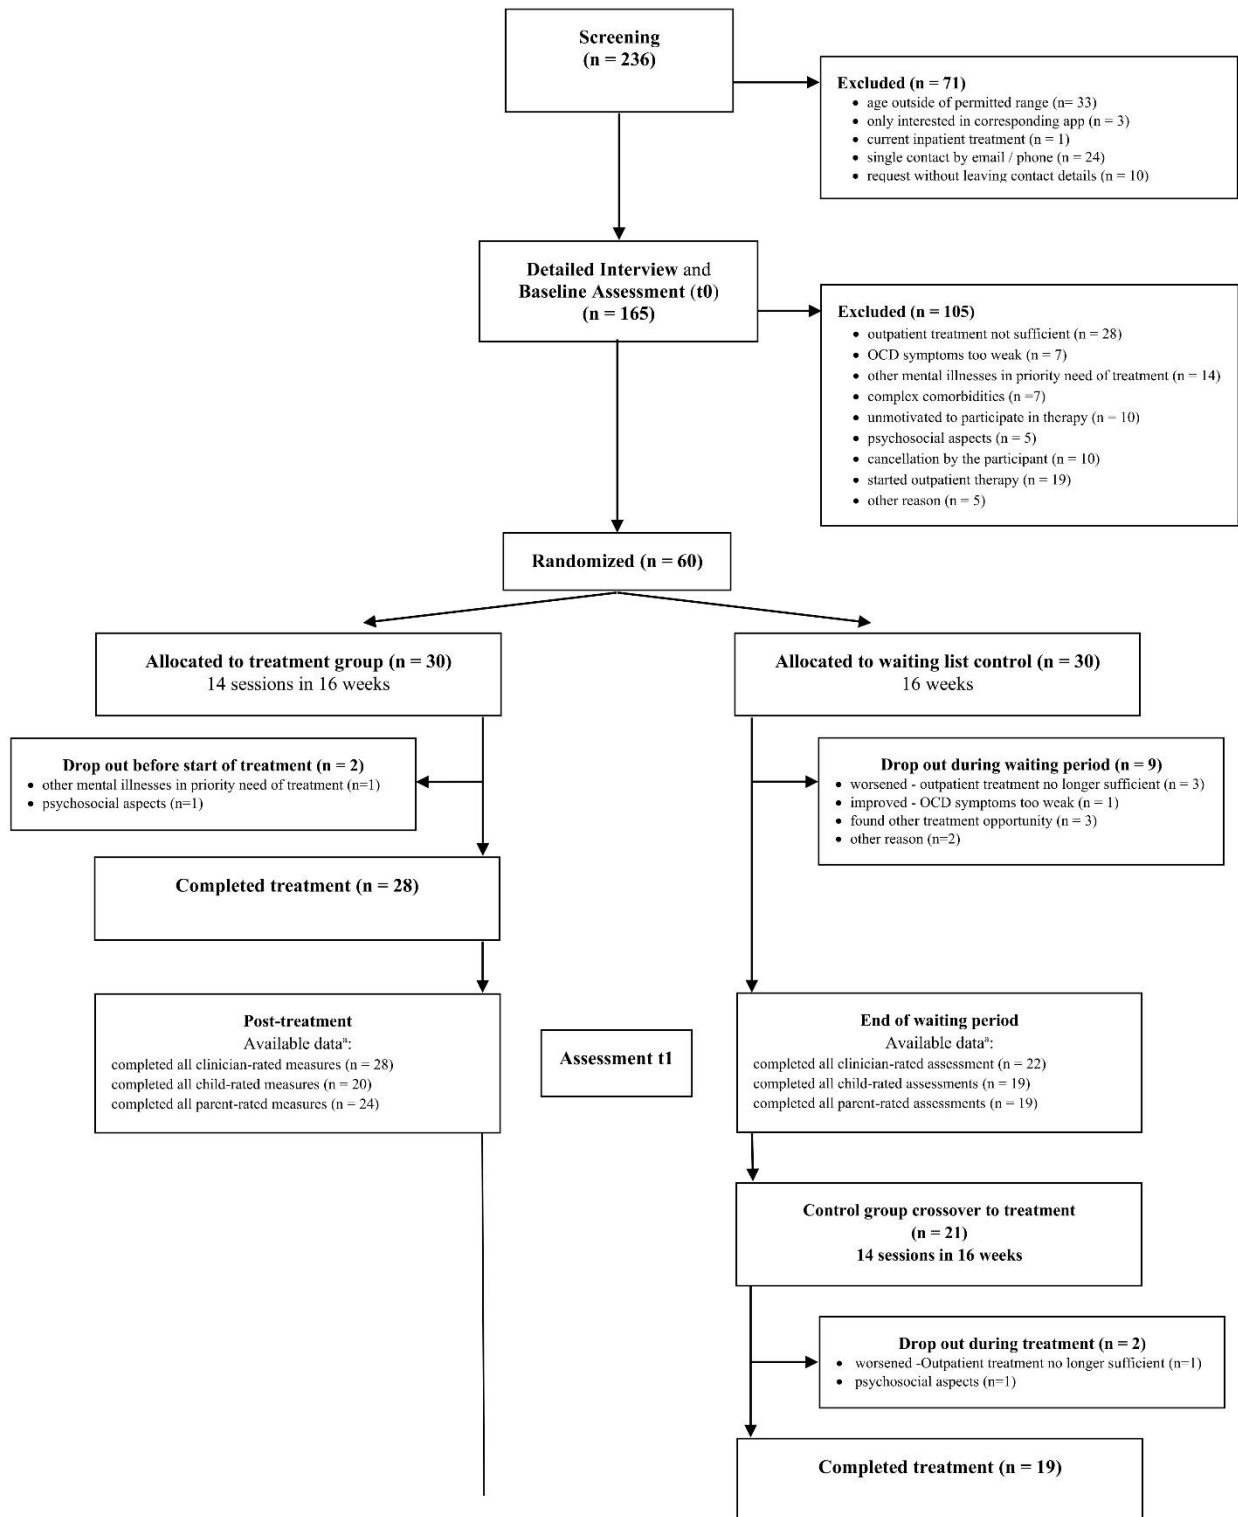 Screening
(n = 236)
Excluded (n = 71)
• age outside of permitted range (n= 33)
• only interested in corresponding app (n = 3)
• current inpatient treatment (n = 1)
• single contact by email / phone (n = 24)
• request without leaving contact details (n = 10)
Detailed Interview and
Baseline Assessment (t0)
(n = 165)
Excluded (n = 105)
• outpatient treatment not sufficient (n = 28)
• OCD symptoms too weak (n = 7)
• other mental illnesses in priority need of treatment (n = 14)
• complex comorbidities (n =7)
• unmotivated to participate in therapy (n = 10)
• psychosocial aspects (n = 5)
• cancellation by the participant (n = 10)
• started outpatient therapy (n = 19)
• other reason (n = 5)
Randomized (n = 60)
Allocated to treatment group (n = 30)
14 sessions in 16 weeks
Allocated to waiting list control (n = 30)
16 weeks
Drop out before start of treatment (n = 2)
• other mental illnesses in priority need of treatment (n=1)
• psychosocial aspects (n=1)
Drop out during waiting period (n = 9)
• worsened - outpatient treatment no longer sufficient (n = 3)
• improved - OCD symptoms too weak (n = 1)
• found other treatment opportunity (n = 3)
• other reason (n=2)
Completed treatment (n = 28)
Post-treatment
Available dataᵃ:
completed all clinician-rated measures (n = 28)
completed all child-rated measures (n = 20)
completed all parent-rated measures (n = 24)
Assessment t1
End of waiting period
Available dataᵃ:
completed all clinician-rated assessment (n = 22)
completed all child-rated assessments (n = 19)
completed all parent-rated assessments (n = 19)
Control group crossover to treatment
(n = 21)
14 sessions in 16 weeks
Drop out during treatment (n = 2)
• worsened -Outpatient treatment no longer sufficient (n=1)
• psychosocial aspects (n=1)
Completed treatment (n = 19)